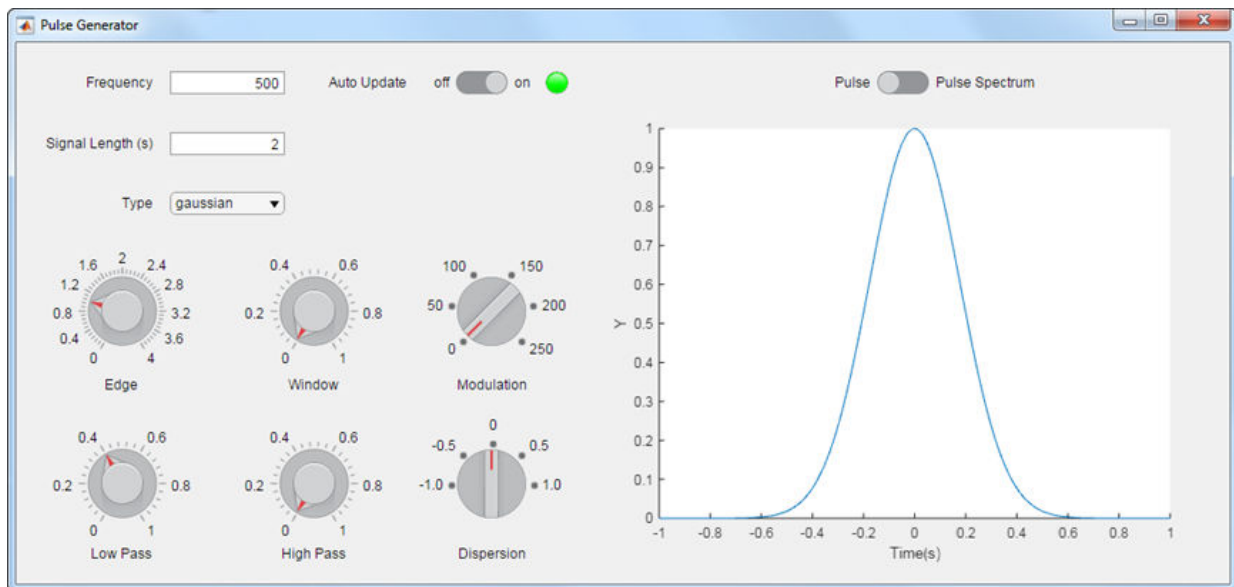 Pulse Generator
Frequency 500 Auto Update off on Pulse Pulse Spectrum
Signal Length (s) 2
Type gaussian
0 0.4 0.8 1.2 1.6 2 2.4 2.8 3.2 3.6 4
Edge
0 0.2 0.4 0.6 0.8 1
Window
0 50 100 150 200 250
Modulation
0 0.2 0.4 0.6 0.8 1
Low Pass
0 0.2 0.4 0.6 0.8 1
High Pass
-1.0 -0.5 0 0.5 1.0
Dispersion
1
0.9
0.8
0.7
0.6
0.5
0.4
0.3
0.2
0.1
0
Y
-1 -0.8 -0.6 -0.4 -0.2 0 0.2 0.4 0.6 0.8 1
Time(s)